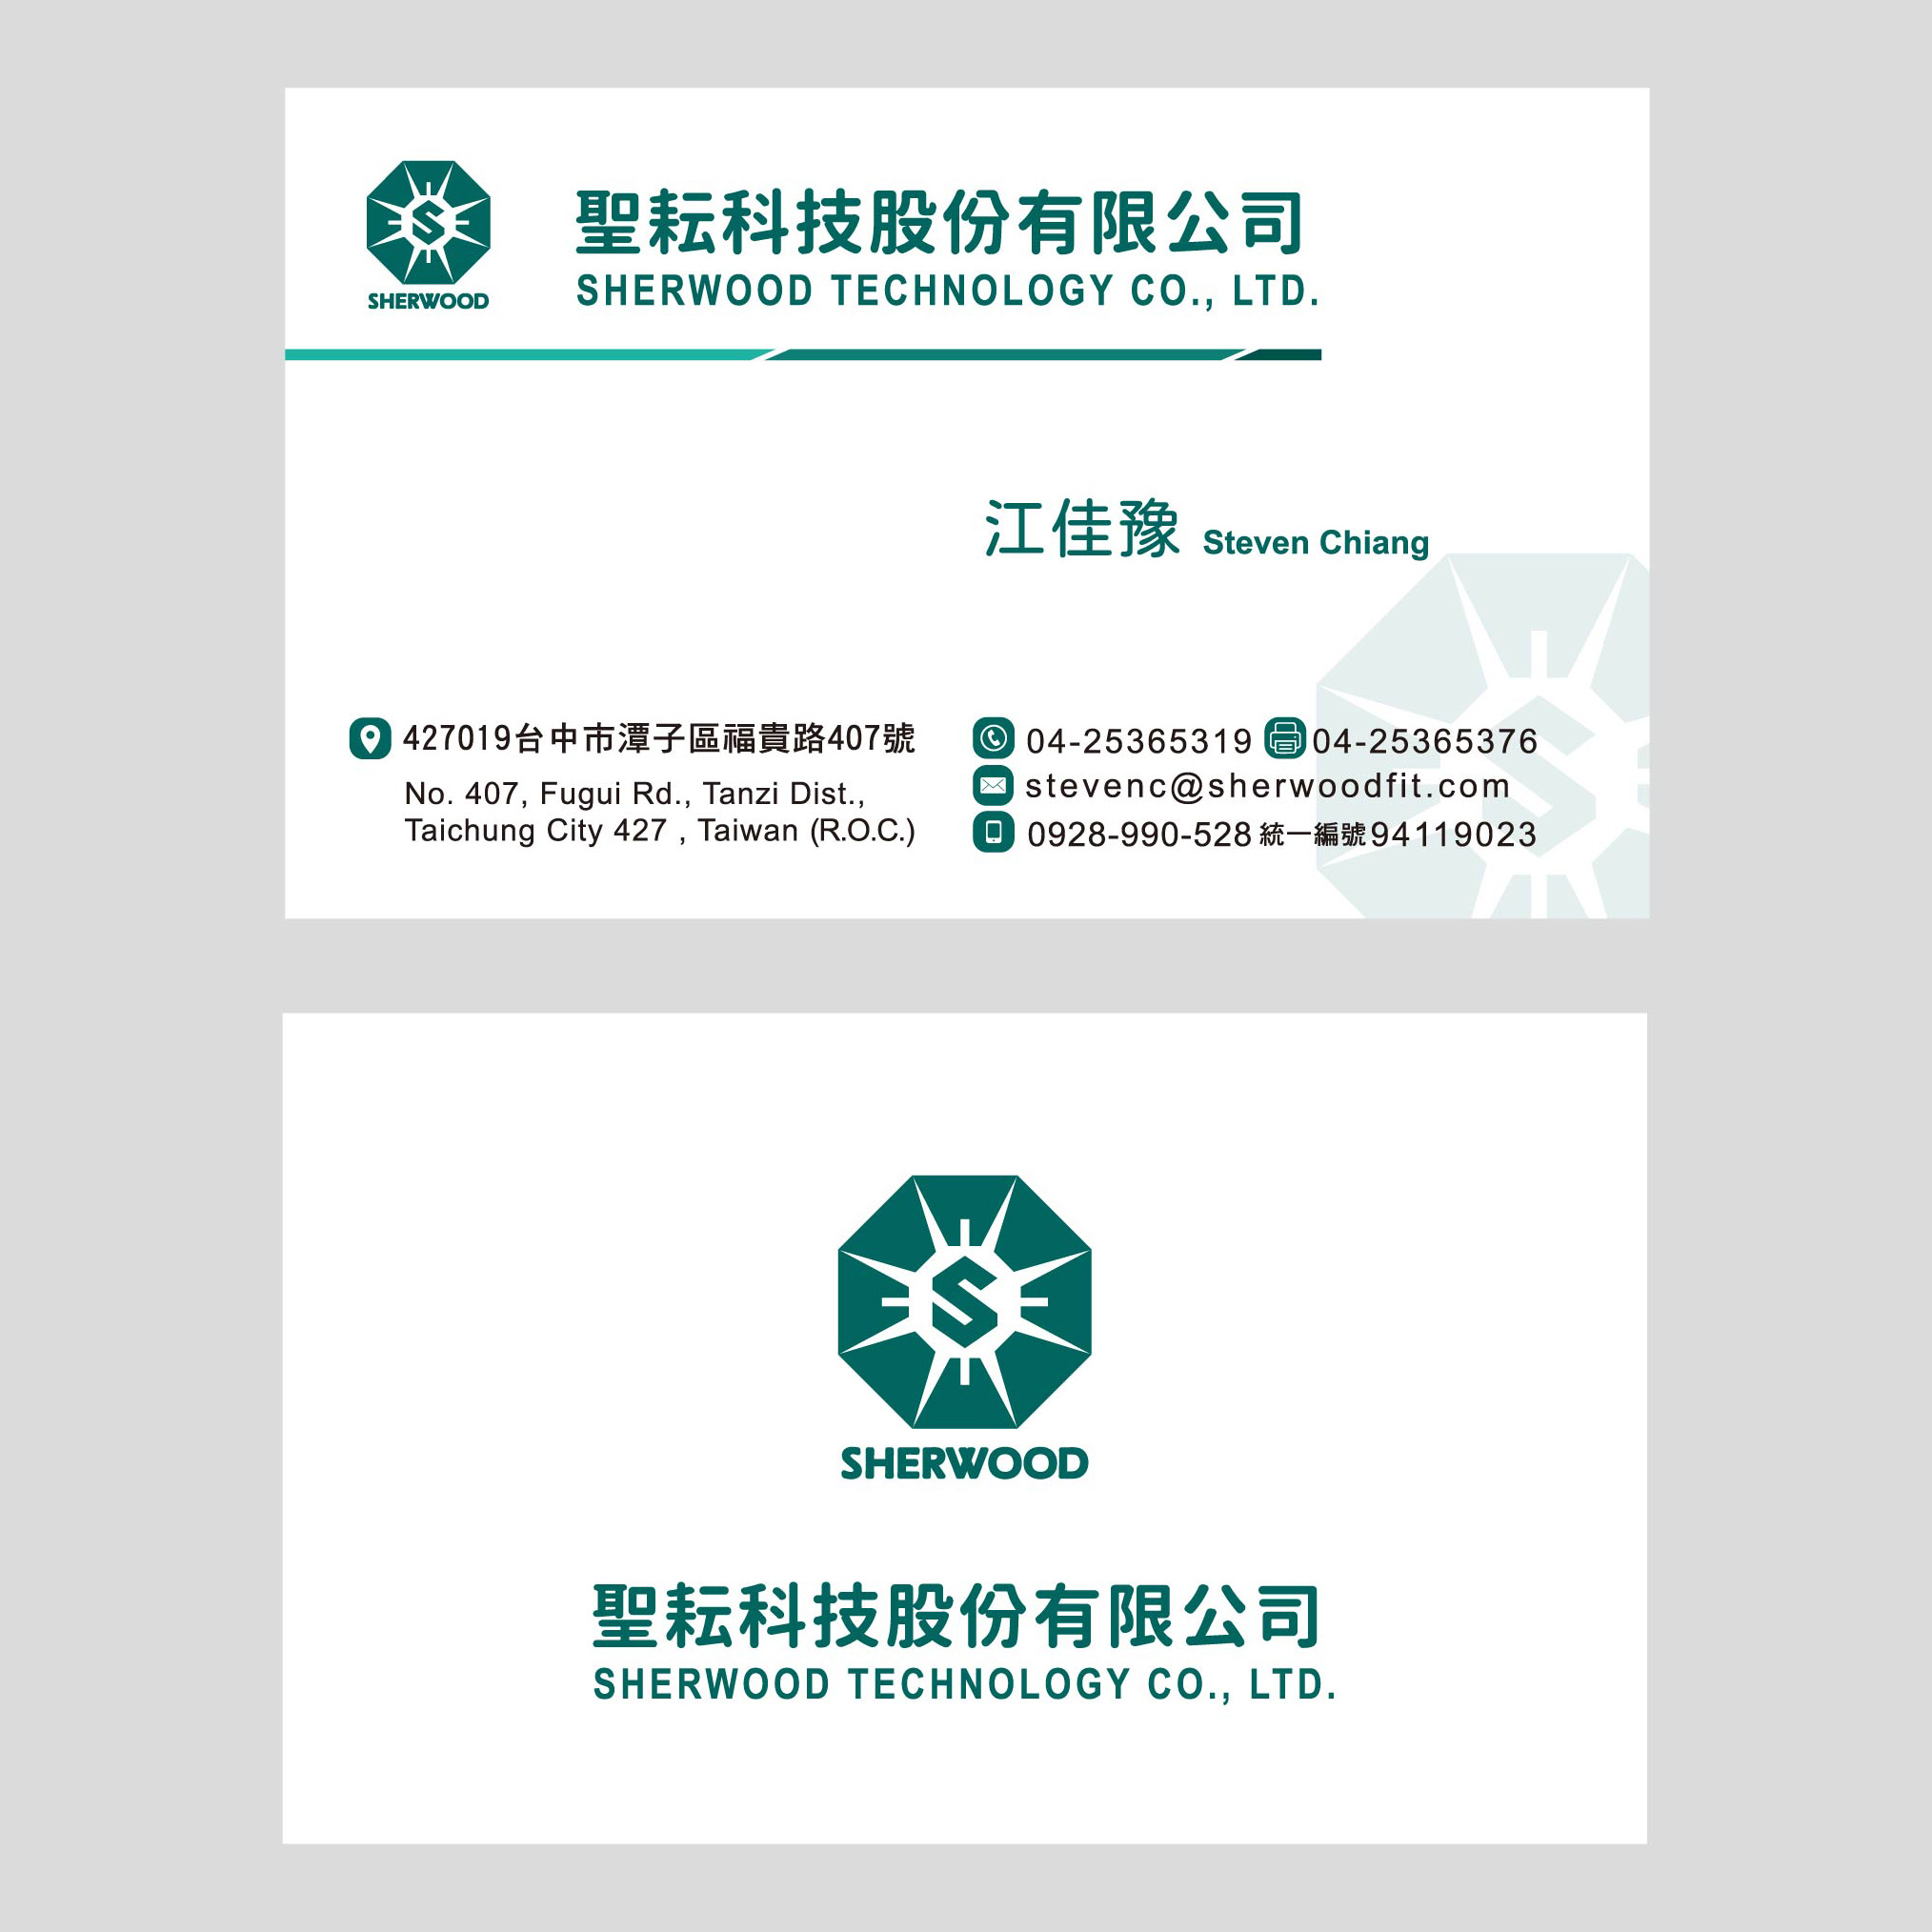 SHERWOOD
聖耘科技股份有限公司
SHERWOOD TECHNOLOGY CO., LTD.
江佳豫 Steven Chiang
427019台中市潭子區福貴路407號
No. 407, Fugui Rd., Tanzi Dist.,
Taichung City 427 , Taiwan (R.O.C.)
04-25365319 04-25365376
stevenc@sherwoodfit.com
0928-990-528 統一編號94119023
SHERWOOD
聖耘科技股份有限公司
SHERWOOD TECHNOLOGY CO., LTD.